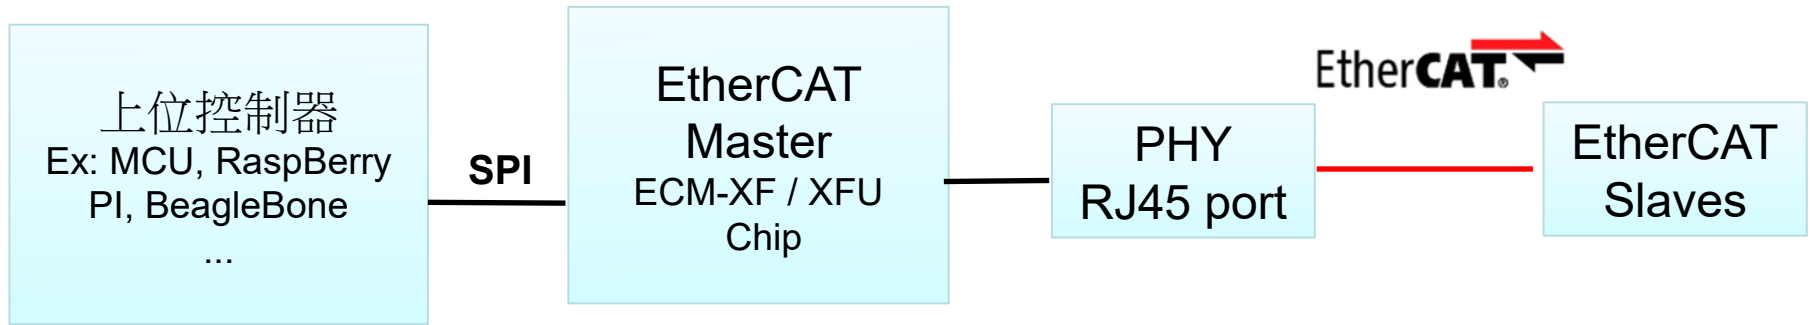 上位控制器
Ex: MCU, RaspBerry
PI, BeagleBone
...
SPI
EtherCAT
Master
ECM-XF / XFU
Chip
PHY
RJ45 port
EtherCAT®
EtherCAT
Slaves